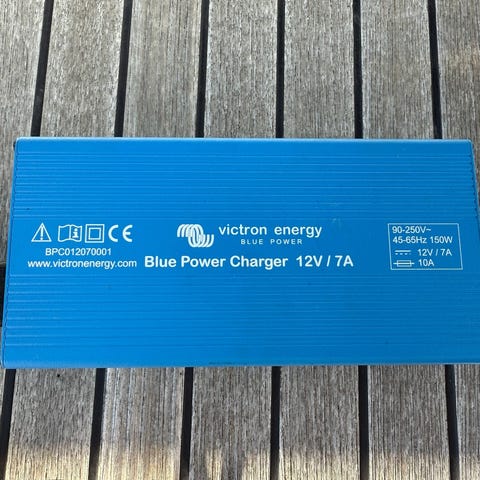 victron energy
BLUE POWER
Blue Power Charger 12V / 7A
CE
BPC012070001
www.victronenergy.com
90-250V~
45-65Hz 150W
12V / 7A
10A